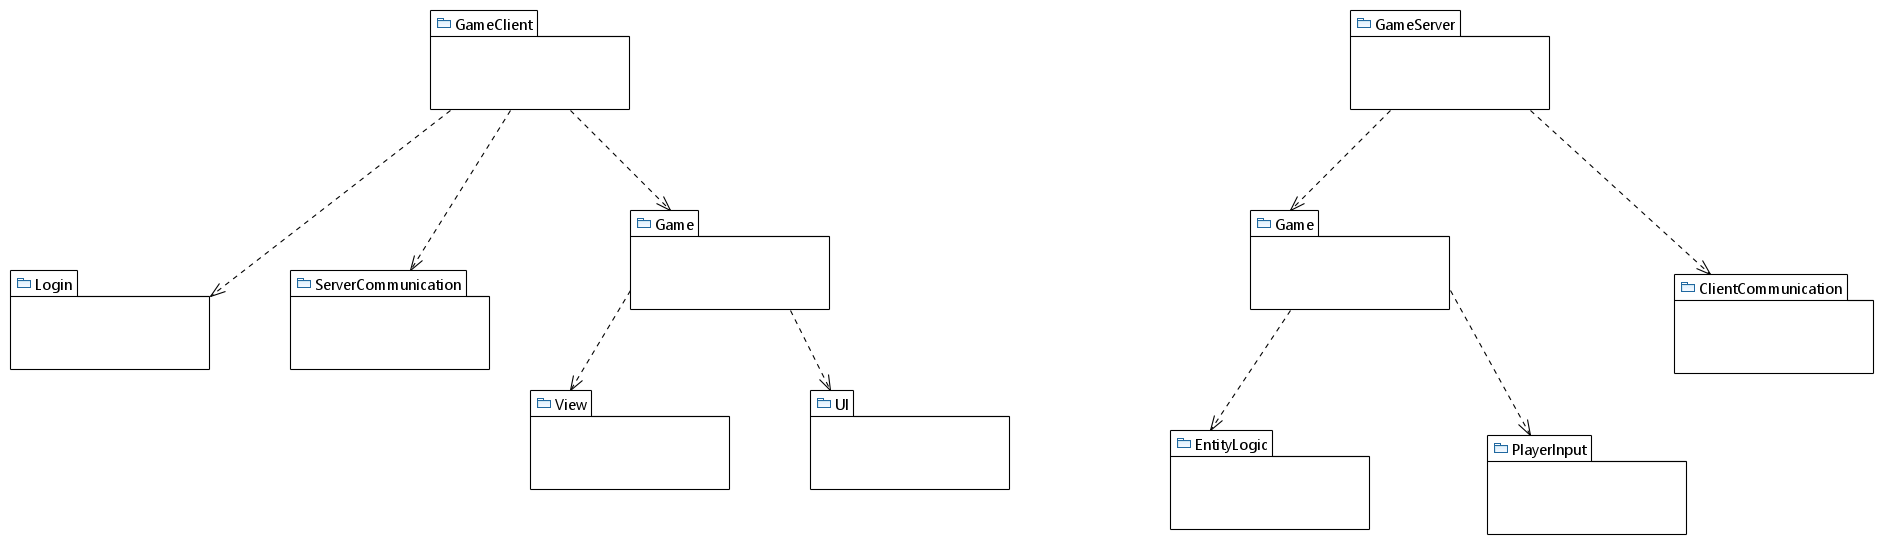 GameClient
GameServer
Game
Game
Login
ServerCommunication
ClientCommunication
View
UI
EntityLogic
PlayerInput